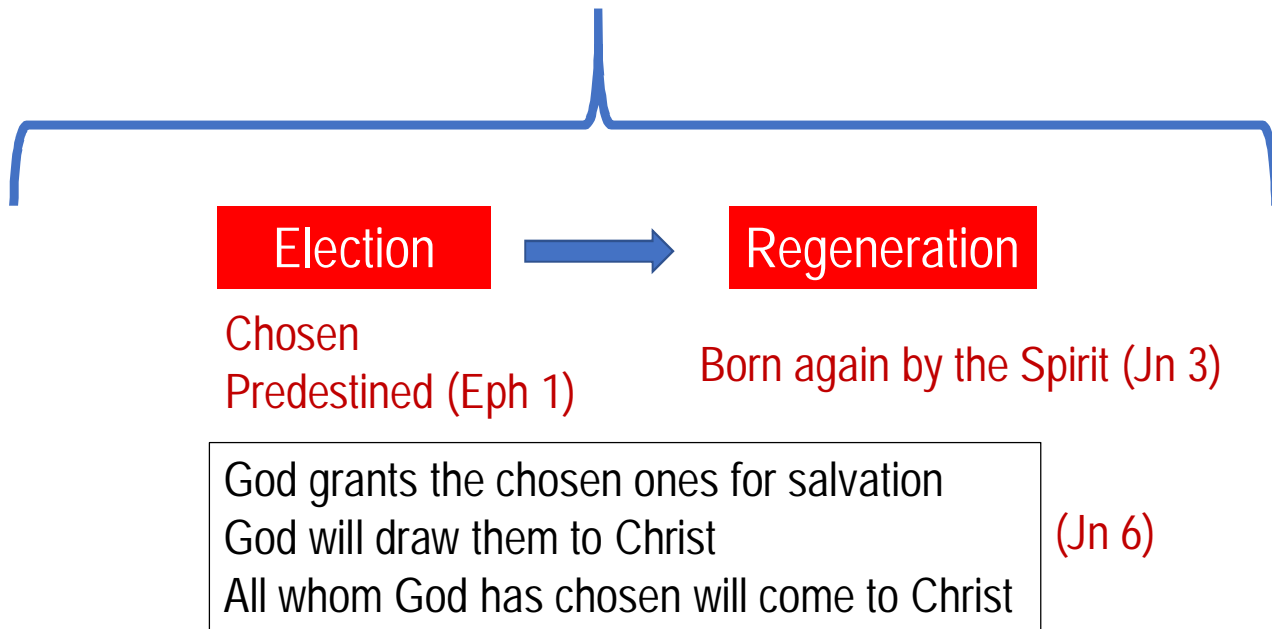 Election
Regeneration
Chosen
Predestined (Eph 1)
Born again by the Spirit (Jn 3)
God grants the chosen ones for salvation
God will draw them to Christ
All whom God has chosen will come to Christ
(Jn 6)